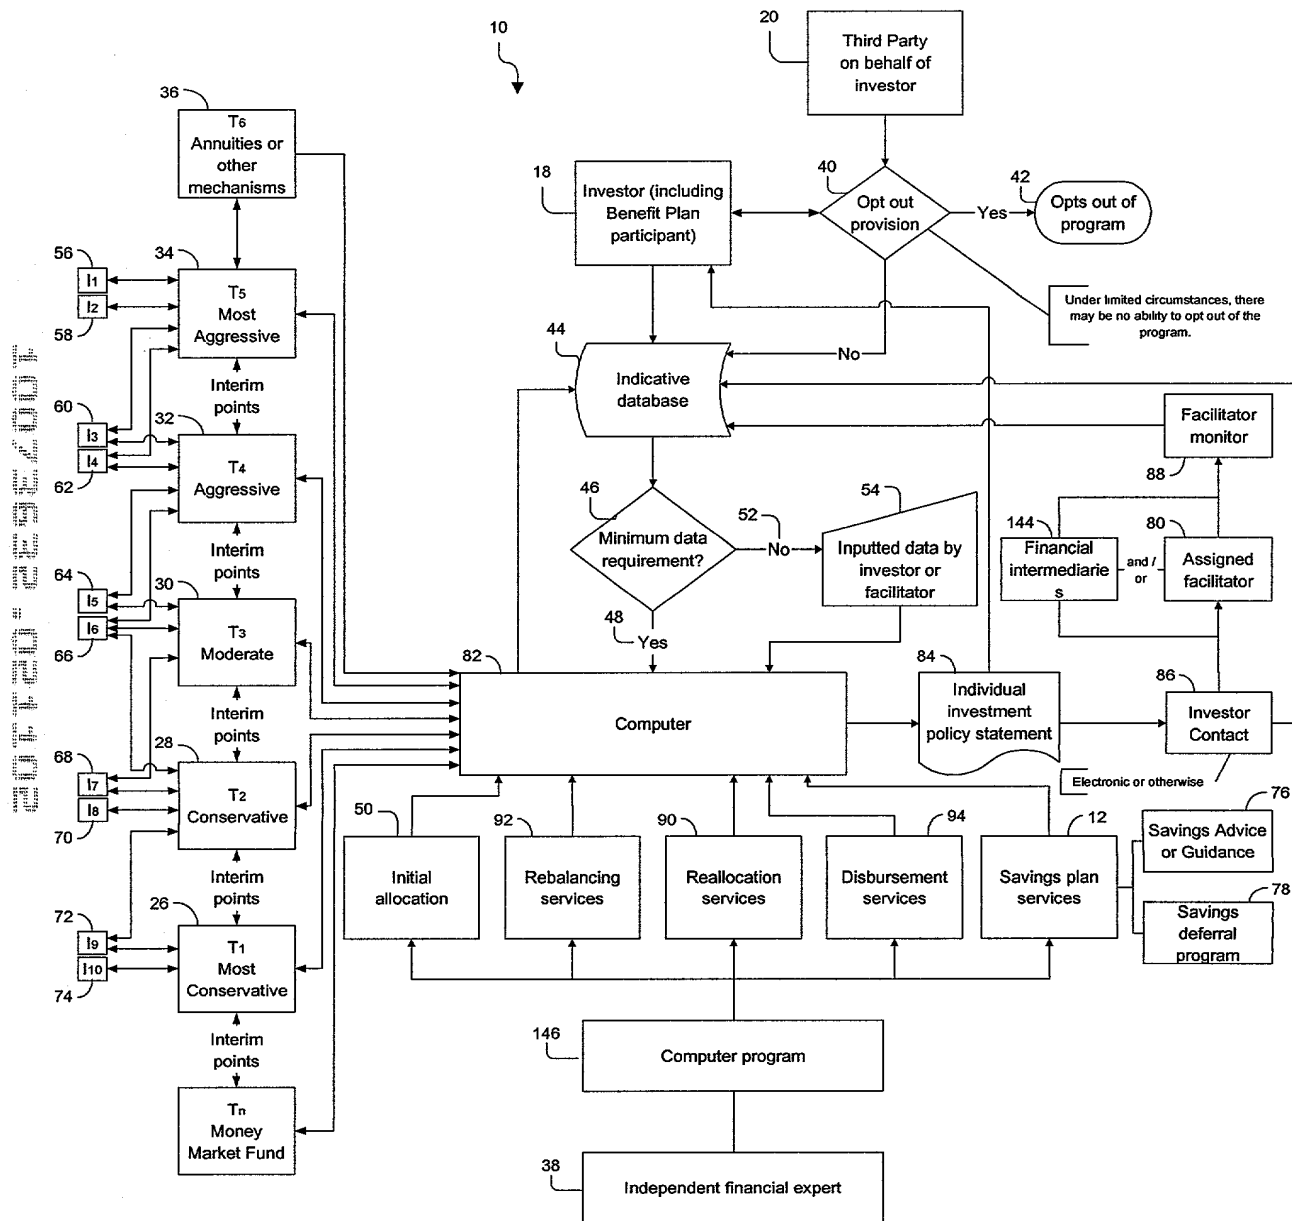 10
20
Third Party
on behalf of
investor
36
T6
Annuities or
other
mechanisms
18
Investor (including
Benefit Plan
participant)
40
Opt out
provision
Yes
42
Opts out of
program
Under limited circumstances, there
may be no ability to opt out of the
program.
No
56
I1
I2
58
34
T5
Most
Aggressive
Interim
points
44
Indicative
database
60
I3
I4
62
32
T4
Aggressive
Interim
points
Facilitator
monitor
88
46
Minimum data
requirement?
52
No
54
Inputted data by
investor or
facilitator
144
Financial
intermediarie
s
and /
or
80
Assigned
facilitator
64
I5
I6
66
30
T3
Moderate
Interim
points
48
Yes
82
Computer
84
Individual
investment
policy statement
86
Investor
Contact
Electronic or otherwise
68
I7
I8
70
28
T2
Conservative
Interim
points
50
Initial
allocation
92
Rebalancing
services
90
Reallocation
services
94
Disbursement
services
12
Savings plan
services
76
Savings Advice
or Guidance
78
Savings
deferral
program
72
I9
I10
74
26
T1
Most
Conservative
Interim
points
146
Computer program
Tn
Money
Market Fund
38
Independent financial expert